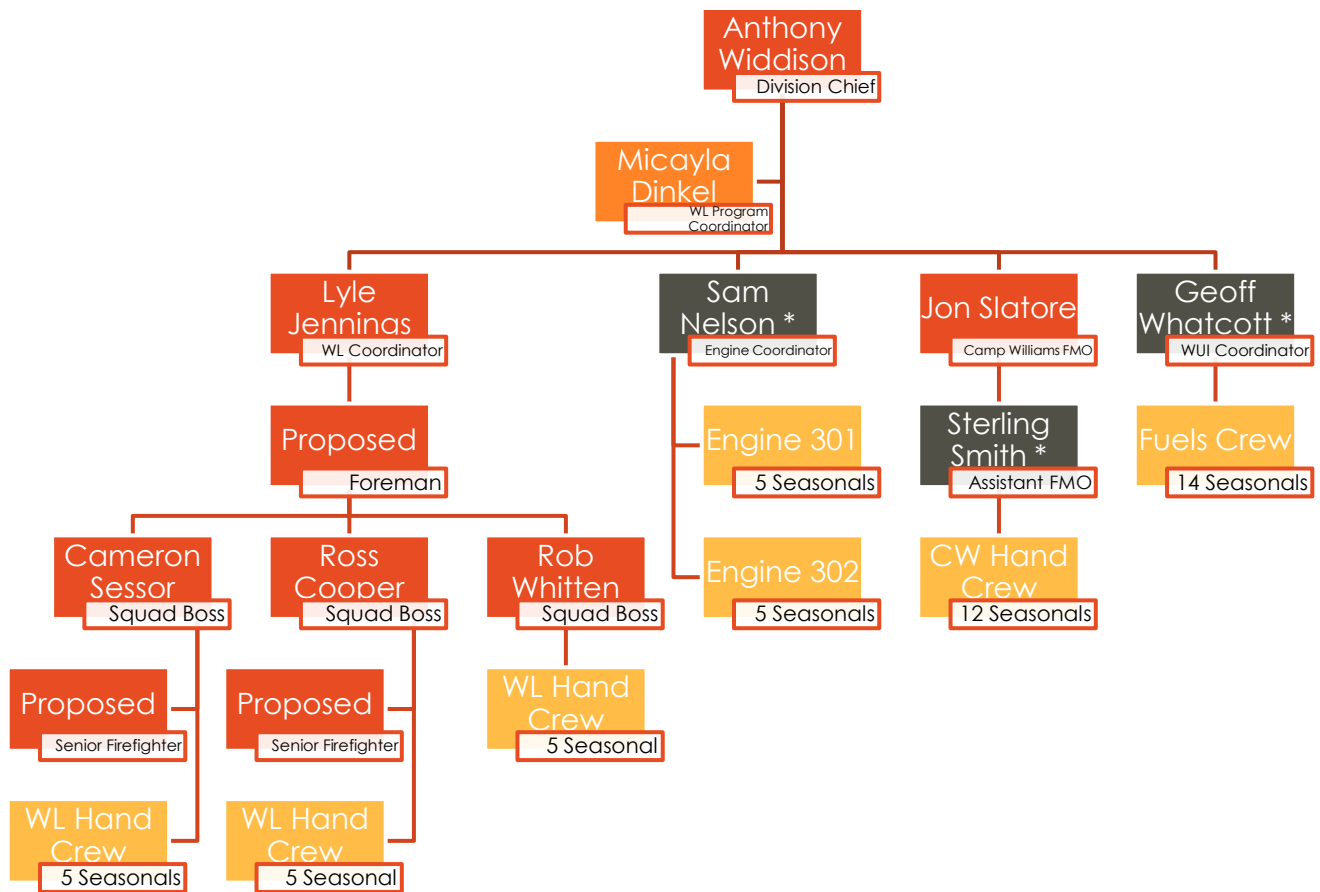 Anthony
Widdison
Division Chief
Micayla
Dinkel
WL Program
Coordinator
Lyle
Jennings
WL Coordinator
Sam
Nelson *
Engine Coordinator
Jon Slatore
Camp Williams FMO
Geoff
Whatcott *
WUI Coordinator
Proposed
Foreman
Engine 301
5 Seasonals
Sterling
Smith *
Assistant FMO
Fuels Crew
14 Seasonals
Cameron
Sessor
Squad Boss
Ross
Cooper
Squad Boss
Rob
Whitten
Squad Boss
Engine 302
5 Seasonals
CW Hand
Crew
12 Seasonals
Proposed
Senior Firefighter
Proposed
Senior Firefighter
WL Hand
Crew
5 Seasonal
WL Hand
Crew
5 Seasonals
WL Hand
Crew
5 Seasonal